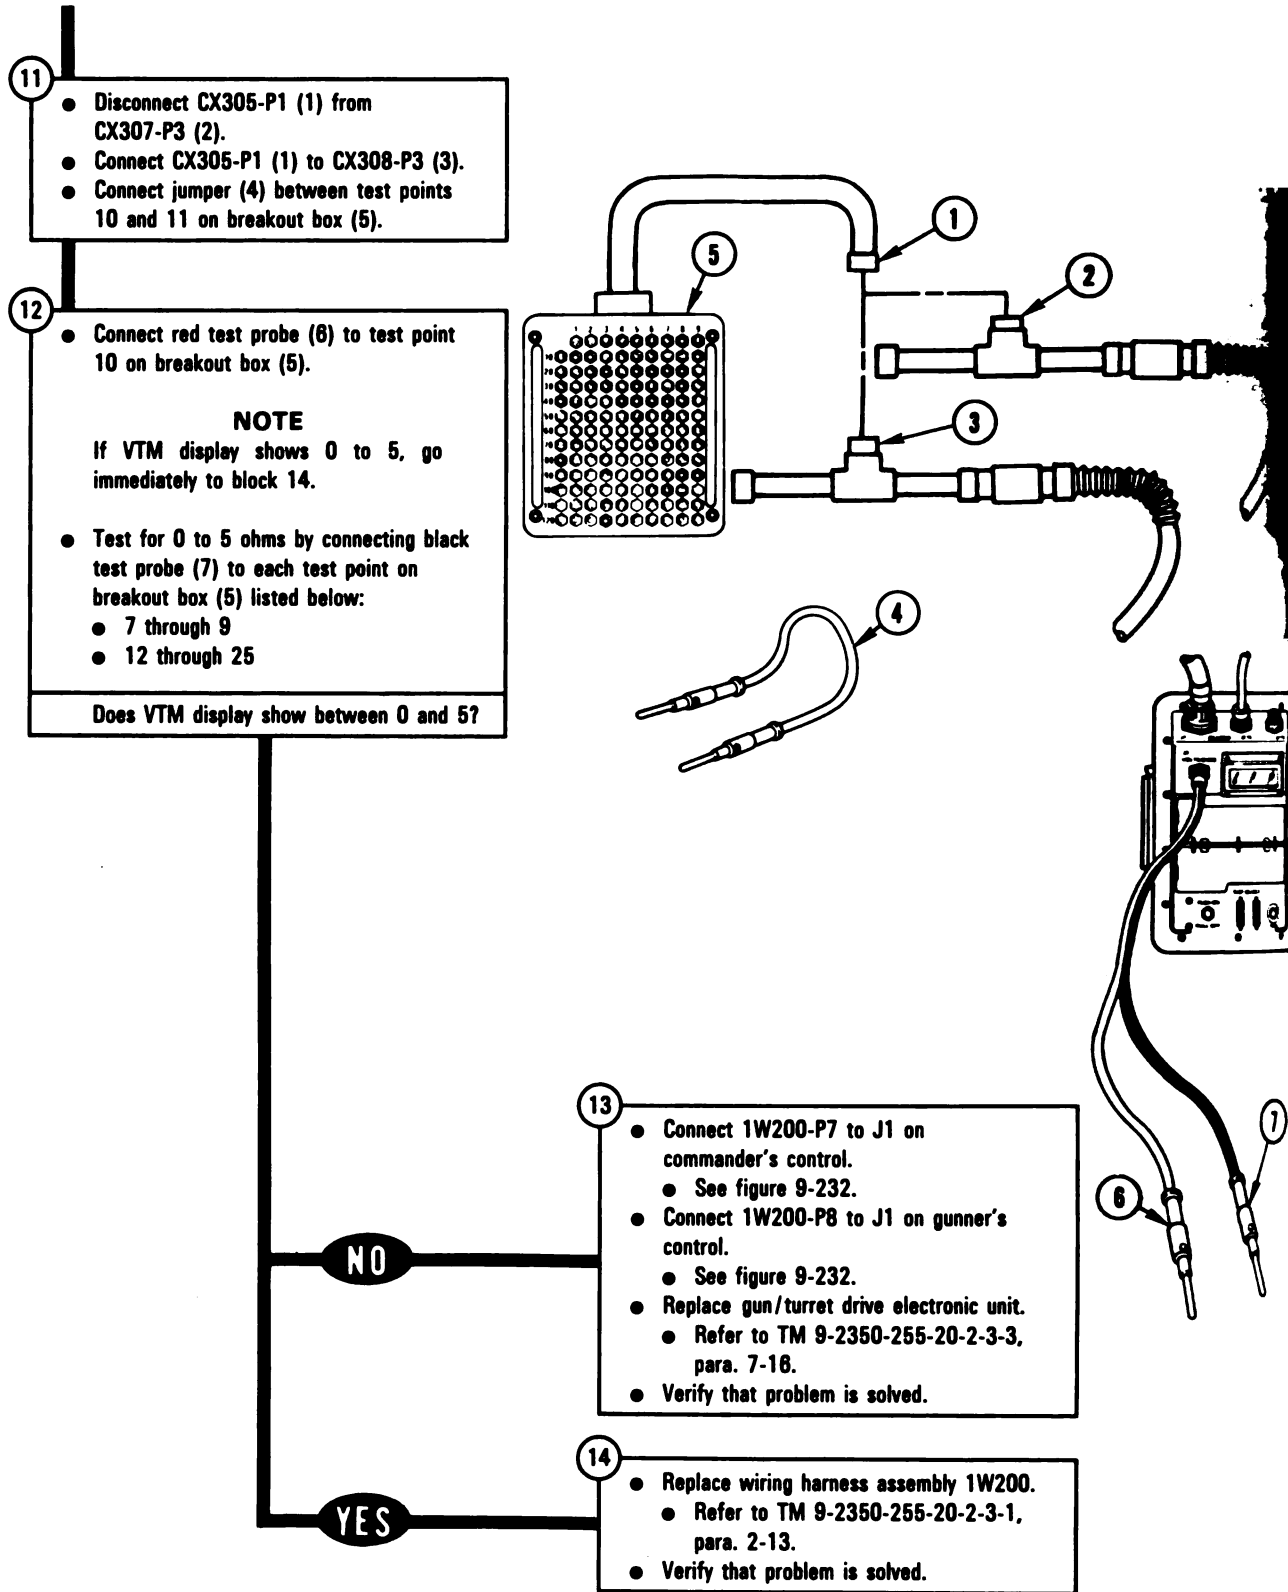 11
● Disconnect CX305-P1 (1) from
CX307-P3 (2).
● Connect CX305-P1 (1) to CX308-P3 (3).
● Connect jumper (4) between test points
10 and 11 on breakout box (5).
12
● Connect red test probe (6) to test point
10 on breakout box (5).
NOTE
If VTM display shows 0 to 5, go
immediately to block 14.
● Test for 0 to 5 ohms by connecting black
test probe (7) to each test point on
breakout box (5) listed below:
● 7 through 9
● 12 through 25
Does VTM display show between 0 and 5?
1
5
2
3
4
6
7
1 2 3 4 5 6 7 8 9
NO
13
● Connect 1W200-P7 to J1 on
commander's control.
● See figure 9-232.
● Connect 1W200-P8 to J1 on gunner's
control.
● See figure 9-232.
● Replace gun/turret drive electronic unit.
● Refer to TM 9-2350-255-20-2-3-3,
para. 7-16.
● Verify that problem is solved.
YES
14
● Replace wiring harness assembly 1W200.
● Refer to TM 9-2350-255-20-2-3-1,
para. 2-13.
● Verify that problem is solved.